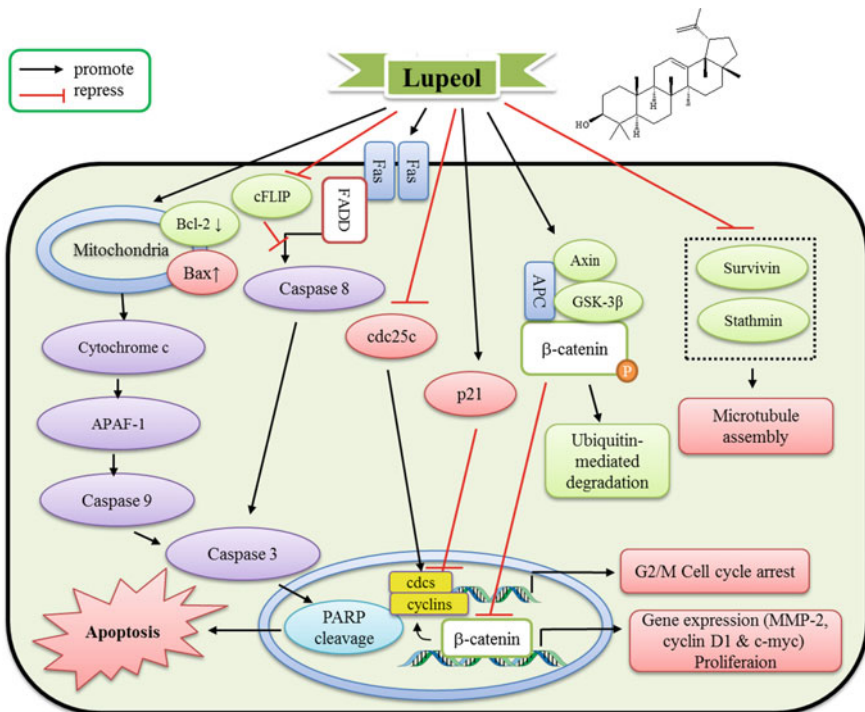 promote
repress
Lupeol
HO
H
H
H
Fas
Fas
cFLIP
FADD
Bcl-2 ↓
Mitochondria
Bax↑
Caspase 8
Cytochrome c
cdc25c
APAF-1
p21
Caspase 9
Caspase 3
Axin
APC
GSK-3β
β-catenin
P
Ubiquitin-
mediated
degradation
Survivin
Stathmin
Microtubule
assembly
cdcs
cyclins
PARP
cleavage
β-catenin
Apoptosis
G2/M Cell cycle arrest
Gene expression (MMP-2,
cyclin D1 & c-myc)
Proliferaion